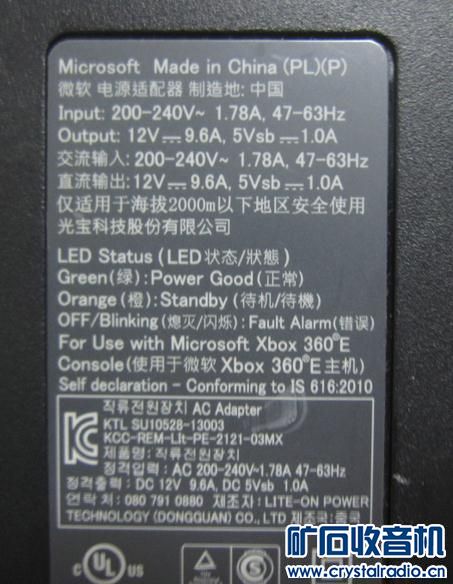 Microsoft Made in China (PL)(P)
微软 电源适配器 制造地: 中国
Input: 200-240V~ 1.78A, 47-63Hz
Output: 12V⎓9.6A, 5Vsb⎓1.0A
交流输入: 200-240V~ 1.78A, 47-63Hz
直流输出: 12V⎓9.6A, 5Vsb⎓1.0A
仅适用于海拔2000m以下地区安全使用
光宝科技股份有限公司
LED Status (LED状态/狀態)
Green(绿):Power Good(正常)
Orange(橙):Standby(待机/待機)
OFF/Blinking(熄灭/闪烁):Fault Alarm(错误)
For Use with Microsoft Xbox 360®E
Console(使用于微软 Xbox 360®E主机)
Self declaration - Conforming to IS 616:2010
직류전원장치 AC Adapter
KTL SU10528-13003
KCC-REM-LIt-PE-2121-03MX
제품명: 직류전원장치
정격입력: AC 200-240V~1.78A 47-63Hz
정격출력: DC 12V 9.6A, DC 5Vsb 1.0A
연락처: 080 791 0880 제조자: LITE-ON POWER
TECHNOLOGY (DONGGUAN) CO., LTD 제조국: 중국
c UL US
矿石收音机
www.crystalradio.cn